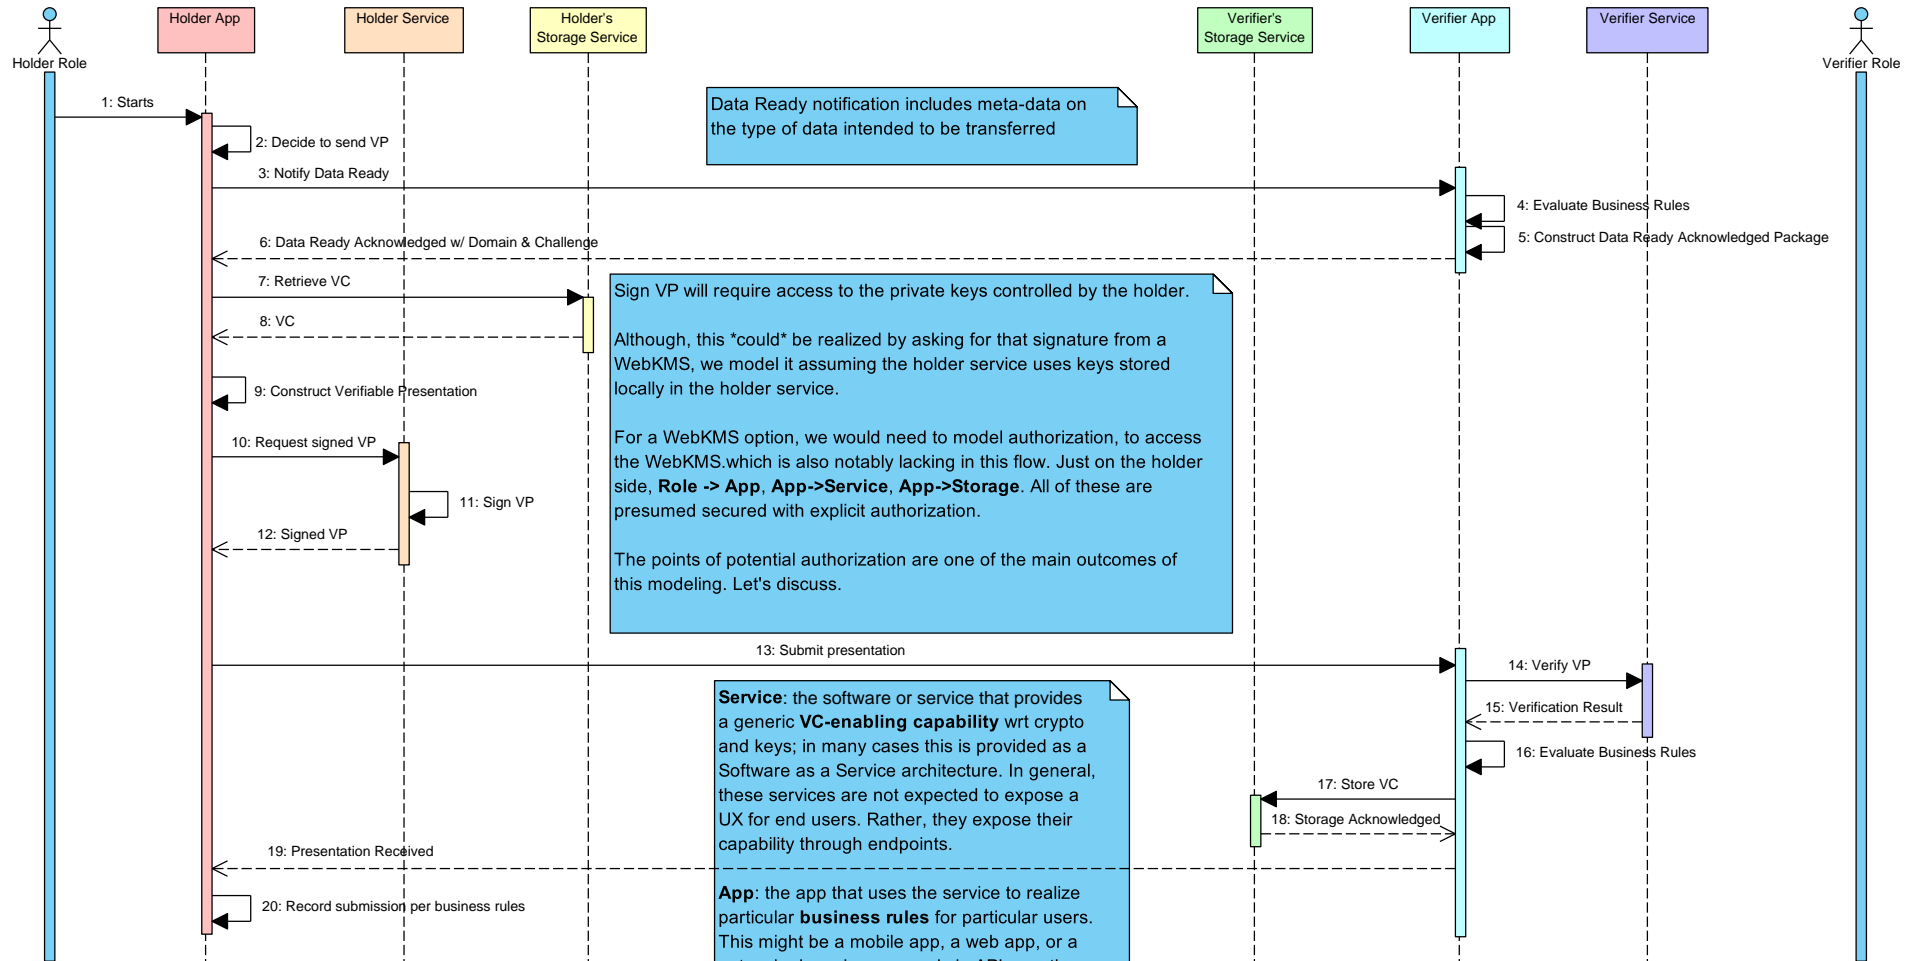 Holder App
Holder Service
Holder's
Storage Service
Verifier's
Storage Service
Verifier App
Verifier Service
Holder Role
Verifier Role
1: Starts
Data Ready notification includes meta-data on
the type of data intended to be transferred
2: Decide to send VP
3: Notify Data Ready
4: Evaluate Business Rules
5: Construct Data Ready Acknowledged Package
6: Data Ready Acknowledged w/ Domain & Challenge
7: Retrieve VC
8: VC
9: Construct Verifiable Presentation
10: Request signed VP
11: Sign VP
12: Signed VP
Sign VP will require access to the private keys controlled by the holder.
Although, this *could* be realized by asking for that signature from a
WebKMS, we model it assuming the holder service uses keys stored
locally in the holder service.
For a WebKMS option, we would need to model authorization, to access
the WebKMS.which is also notably lacking in this flow. Just on the holder
side, Role -> App, App->Service, App->Storage. All of these are
presumed secured with explicit authorization.
The points of potential authorization are one of the main outcomes of
this modeling. Let's discuss.
13: Submit presentation
14: Verify VP
15: Verification Result
16: Evaluate Business Rules
17: Store VC
18: Storage Acknowledged
19: Presentation Received
20: Record submission per business rules
Service: the software or service that provides
a generic VC-enabling capability wrt crypto
and keys; in many cases this is provided as a
Software as a Service architecture. In general,
these services are not expected to expose a
UX for end users. Rather, they expose their
capability through endpoints.
App: the app that uses the service to realize
particular business rules for particular users.
This might be a mobile app, a web app, or a